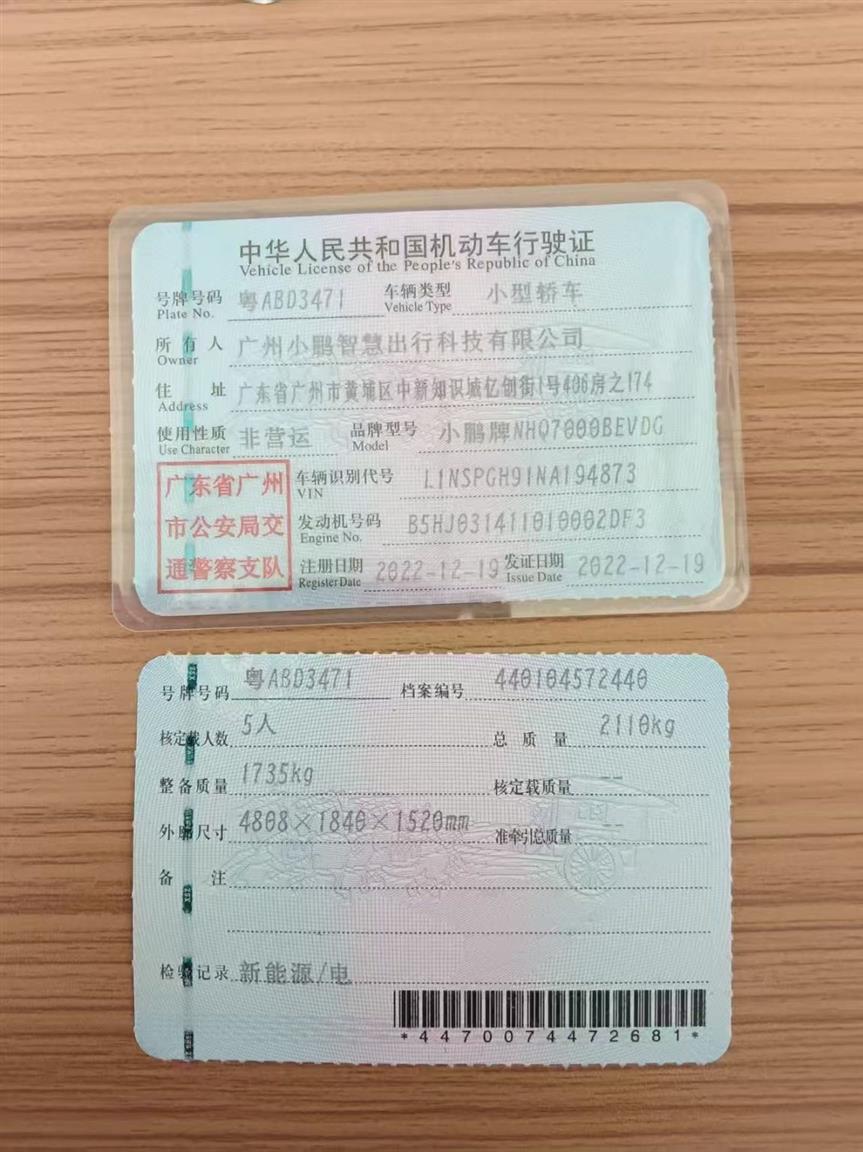 中华人民共和国机动车行驶证
Vehicle License of the People's Republic of China
号牌号码 粤ABD3471 车辆类型 小型轿车
Plate No. Vehicle Type
所有人 广州小鹏智慧出行科技有限公司
Owner
住址 广东省广州市黄埔区中新知识城亿创街1号406房之174
Address
使用性质 非营运 品牌型号 小鹏牌NHQ7000BEVDG
Use Character Model
广东省广州
市公安局交
通警察支队
车辆识别代号 L1NSPGH91NA194873
VIN
发动机号码 B5HJ031411010002DF3
Engine No.
注册日期 2022-12-19 发证日期 2022-12-19
Register Date Issue Date
号牌号码 粤ABD3471 档案编号 440104572440
核定载人数 5人 总质量 2110kg
整备质量 1735kg 核定载质量 --
外廓尺寸 4808×1840×1520mm 准牵引总质量 --
备注
检验记录 新能源/电
*4470074472681*